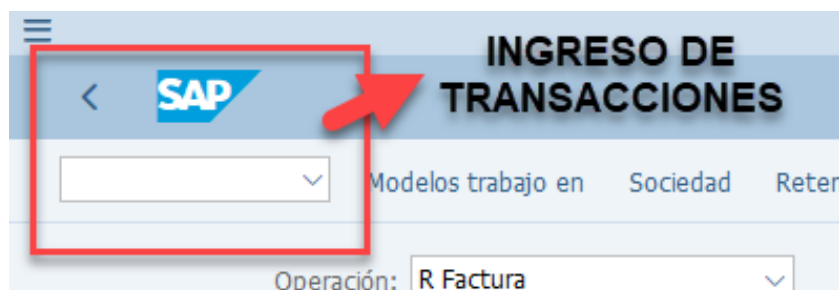 INGRESO DE
TRANSACCIONES
SAP
Modelos trabajo en Sociedad
Operación: R Factura